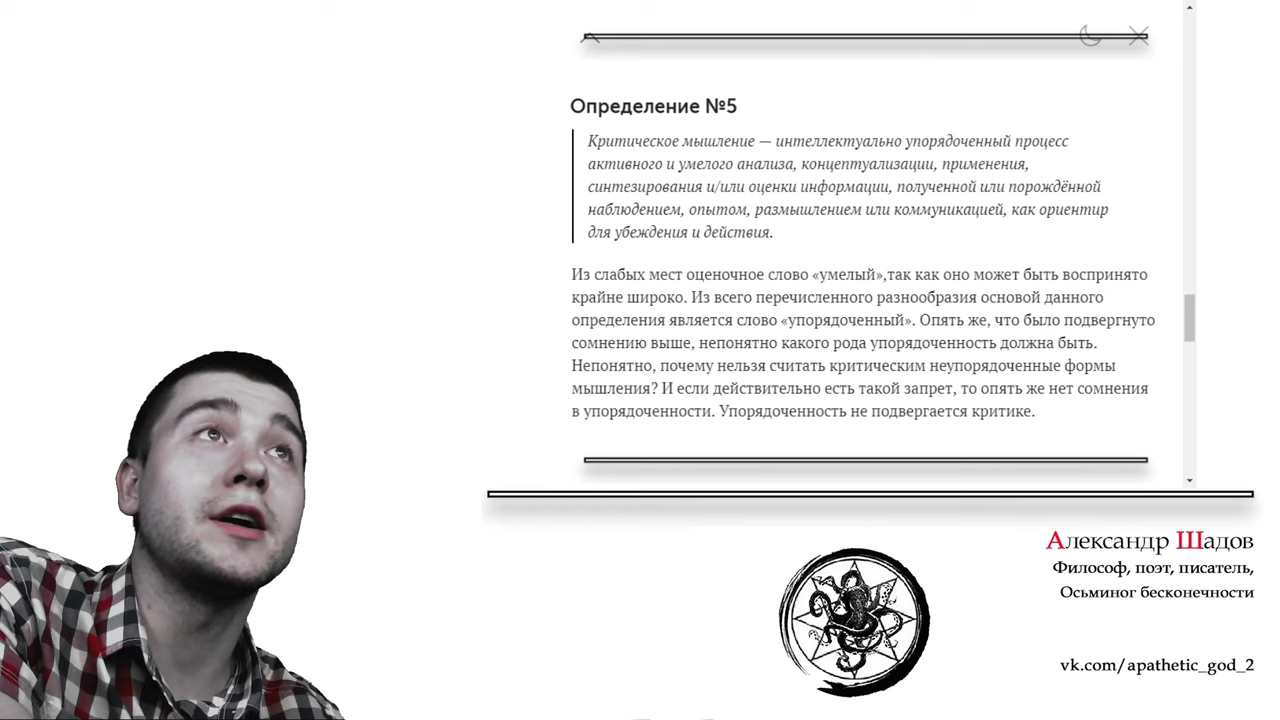 Определение №5
Критическое мышление — интеллектуально упорядоченный процесс
активного и умелого анализа, концептуализации, применения,
синтезирования и/или оценки информации, полученной или порождённой
наблюдением, опытом, размышлением или коммуникацией, как ориентир
для убеждения и действия.
Из слабых мест оценочное слово «умелый»,так как оно может быть воспринято
крайне широко. Из всего перечисленного разнообразия основой данного
определения является слово «упорядоченный». Опять же, что было подвергнуто
сомнению выше, непонятно какого рода упорядоченность должна быть.
Непонятно, почему нельзя считать критическим неупорядоченные формы
мышления? И если действительно есть такой запрет, то опять же нет сомнения
в упорядоченности. Упорядоченность не подвергается критике.
Александр Шадов
Философ, поэт, писатель,
Осьминог бесконечности
vk.com/apathetic_god_2